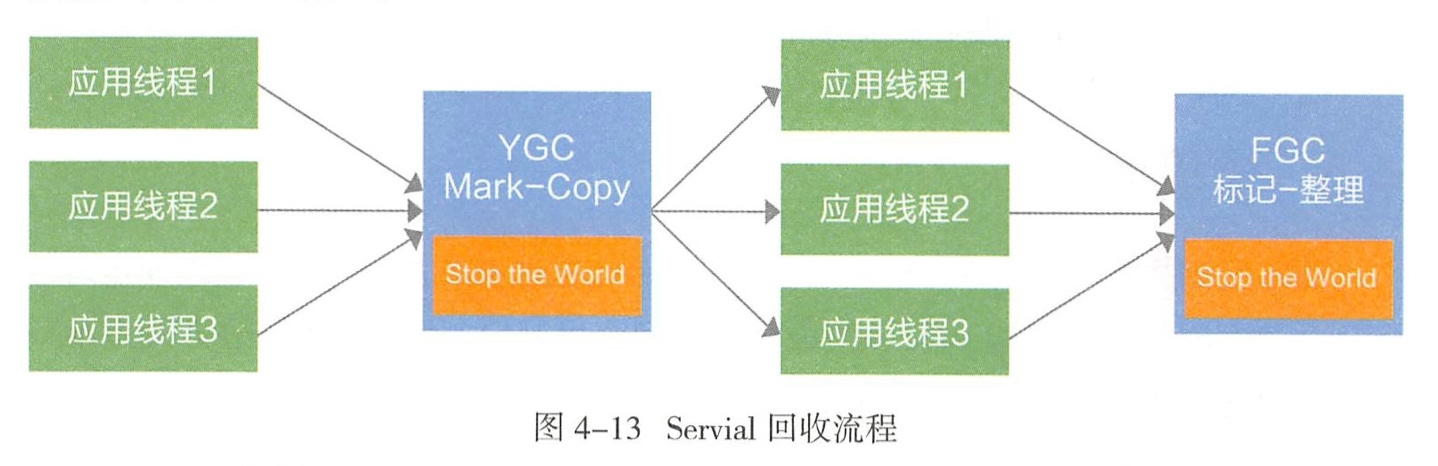 应用线程1
应用线程2
应用线程3
YGC
Mark-Copy
Stop the World
应用线程1
应用线程2
应用线程3
FGC
标记-整理
Stop the World
图 4-13 Servial 回收流程